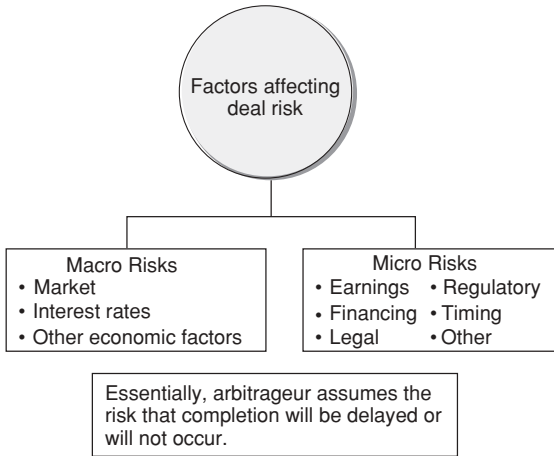 Factors affecting
deal risk
Macro Risks
• Market
• Interest rates
• Other economic factors
Micro Risks
• Earnings • Regulatory
• Financing • Timing
• Legal • Other
Essentially, arbitrageur assumes the
risk that completion will be delayed or
will not occur.